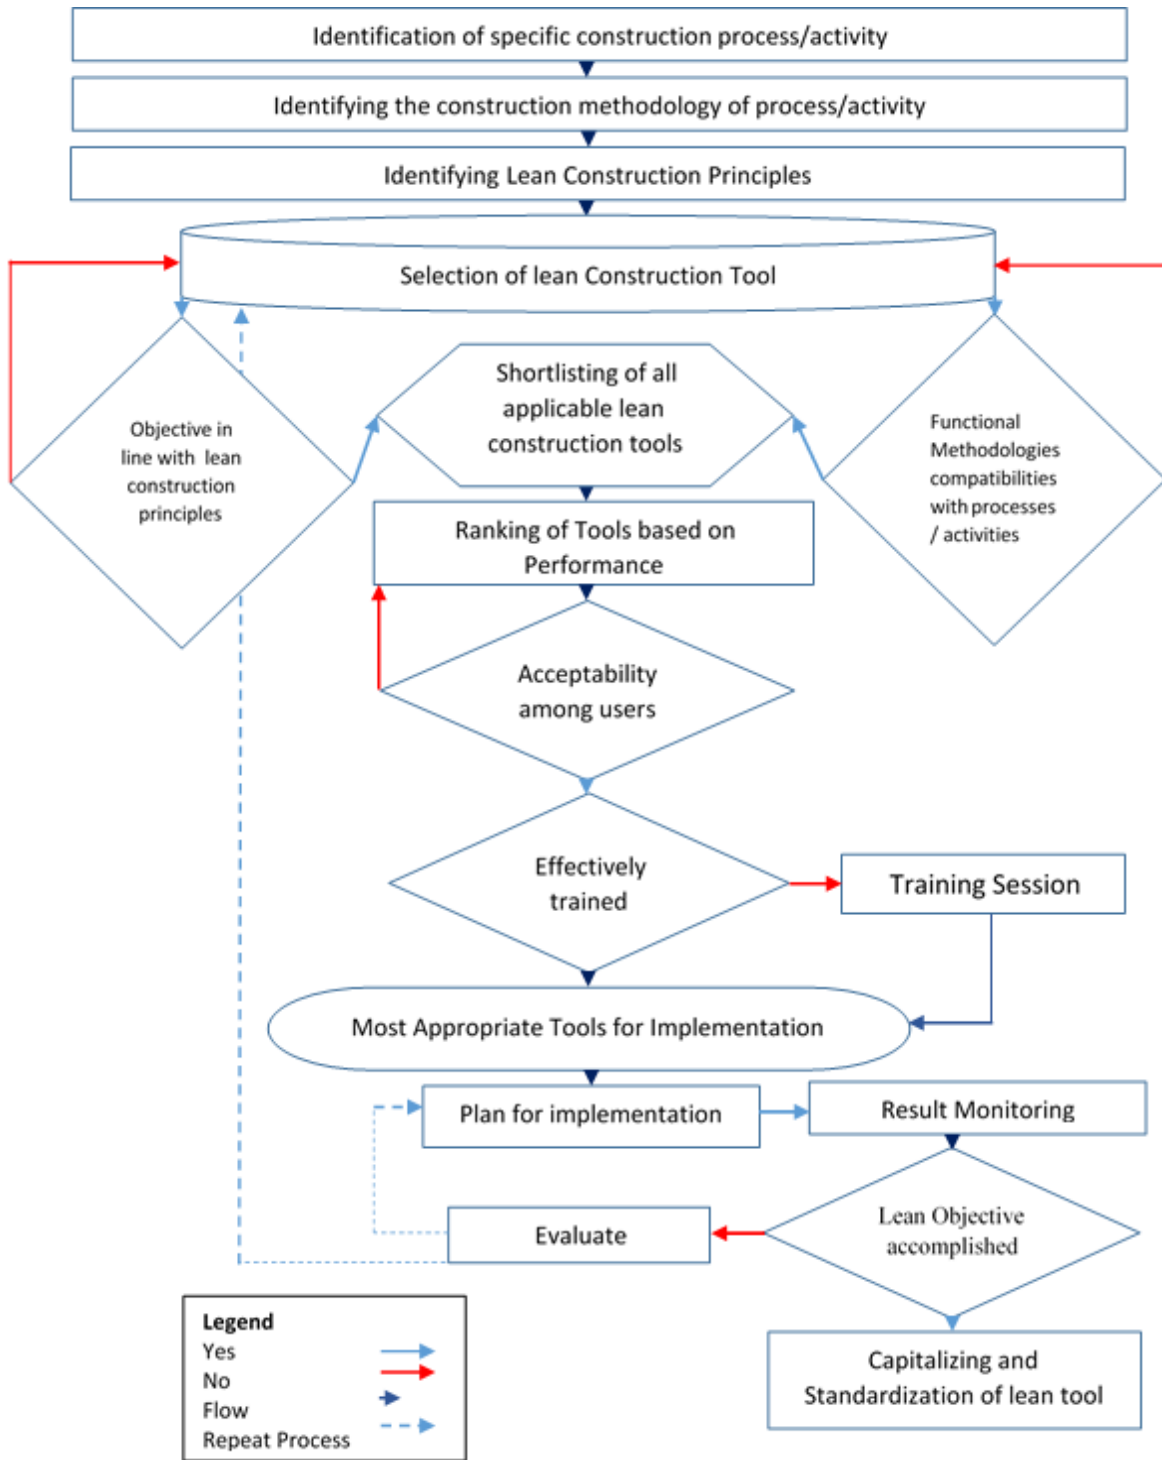 Identification of specific construction process/activity
Identifying the construction methodology of process/activity
Identifying Lean Construction Principles
Selection of lean Construction Tool
Objective in
line with lean
construction
principles
Shortlisting of all
applicable lean
construction tools
Functional
Methodologies
compatibilities
with processes
/ activities
Ranking of Tools based on
Performance
Acceptability
among users
Effectively
trained
Training Session
Most Appropriate Tools for Implementation
Plan for implementation
Result Monitoring
Evaluate
Lean Objective
accomplished
Capitalizing and
Standardization of lean tool
Legend
Yes
No
Flow
Repeat Process